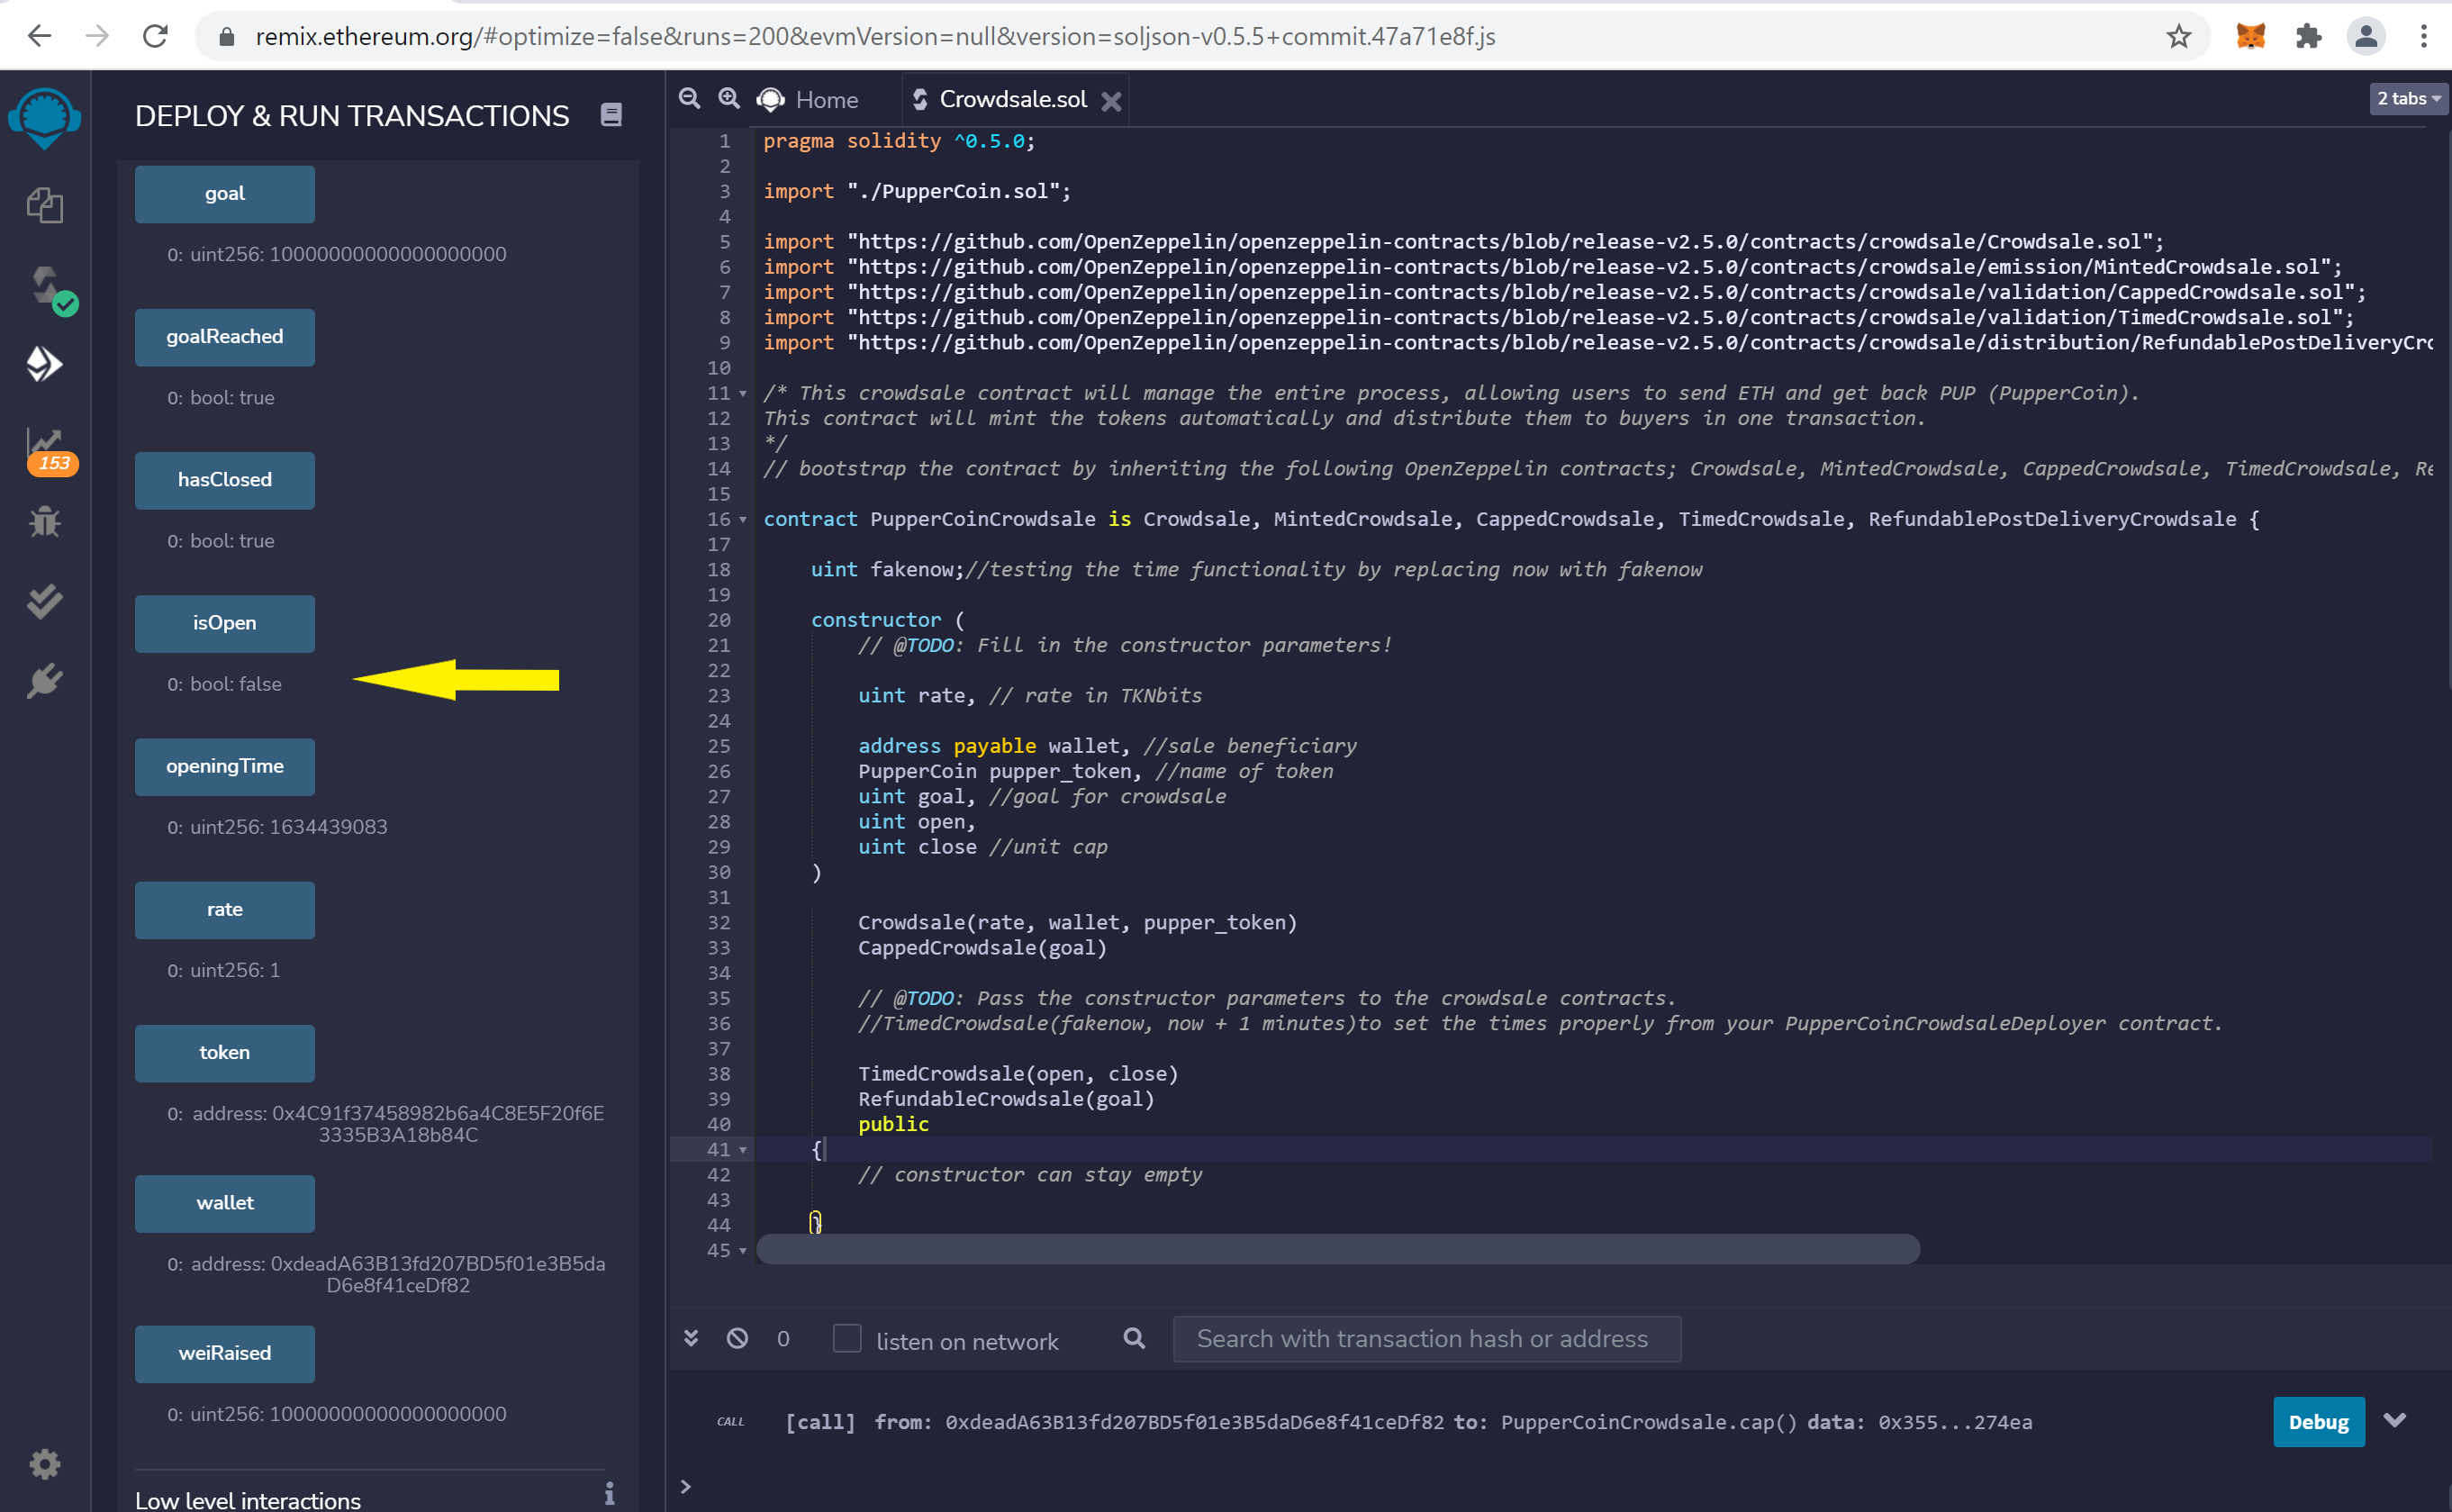 remix.ethereum.org/#optimize=false&runs=200&evmVersion=null&version=soljson-v0.5.5+commit.47a71e8f.js
DEPLOY & RUN TRANSACTIONS
goal
0: uint256: 10000000000000000000
goalReached
0: bool: true
hasClosed
0: bool: true
isOpen
0: bool: false
openingTime
0: uint256: 1634439083
rate
0: uint256: 1
token
0: address: 0x4C91f37458982b6a4C8E5F20f6E
3335B3A18b84C
wallet
0: address: 0xdeadA63B13fd207BD5f01e3B5da
D6e8f41ceDf82
weiRaised
0: uint256: 10000000000000000000
Low level interactions
153
Home
Crowdsale.sol
2 tabs
1 pragma solidity ^0.5.0;
2
3 import "./PupperCoin.sol";
4
5 import "https://github.com/OpenZeppelin/openzeppelin-contracts/blob/release-v2.5.0/contracts/crowdsale/Crowdsale.sol";
6 import "https://github.com/OpenZeppelin/openzeppelin-contracts/blob/release-v2.5.0/contracts/crowdsale/emission/MintedCrowdsale.sol";
7 import "https://github.com/OpenZeppelin/openzeppelin-contracts/blob/release-v2.5.0/contracts/crowdsale/validation/CappedCrowdsale.sol";
8 import "https://github.com/OpenZeppelin/openzeppelin-contracts/blob/release-v2.5.0/contracts/crowdsale/validation/TimedCrowdsale.sol";
9 import "https://github.com/OpenZeppelin/openzeppelin-contracts/blob/release-v2.5.0/contracts/crowdsale/distribution/RefundablePostDeliveryCro
10
11 /* This crowdsale contract will manage the entire process, allowing users to send ETH and get back PUP (PupperCoin).
12 This contract will mint the tokens automatically and distribute them to buyers in one transaction.
13 */
14 // bootstrap the contract by inheriting the following OpenZeppelin contracts; Crowdsale, MintedCrowdsale, CappedCrowdsale, TimedCrowdsale, Re
15
16 contract PupperCoinCrowdsale is Crowdsale, MintedCrowdsale, CappedCrowdsale, TimedCrowdsale, RefundablePostDeliveryCrowdsale {
17
18 uint fakenow;//testing the time functionality by replacing now with fakenow
19
20 constructor (
21 // @TODO: Fill in the constructor parameters!
22
23 uint rate, // rate in TKNbits
24
25 address payable wallet, //sale beneficiary
26 PupperCoin pupper_token, //name of token
27 uint goal, //goal for crowdsale
28 uint open,
29 uint close //unit cap
30 )
31
32 Crowdsale(rate, wallet, pupper_token)
33 CappedCrowdsale(goal)
34
35 // @TODO: Pass the constructor parameters to the crowdsale contracts.
36 //TimedCrowdsale(fakenow, now + 1 minutes)to set the times properly from your PupperCoinCrowdsaleDeployer contract.
37
38 TimedCrowdsale(open, close)
39 RefundableCrowdsale(goal)
40 public
41 {
42 // constructor can stay empty
43
44 }
45
0
listen on network
Search with transaction hash or address
CALL [call] from: 0xdeadA63B13fd207BD5f01e3B5daD6e8f41ceDf82 to: PupperCoinCrowdsale.cap() data: 0x355...274ea
Debug
>